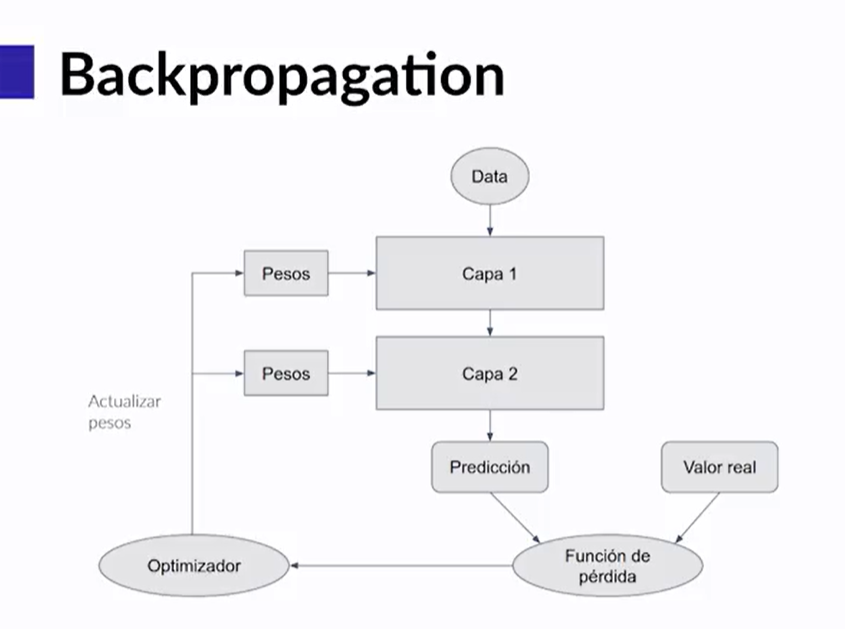 Backpropagation
Data
Pesos
Capa 1
Pesos
Capa 2
Actualizar
pesos
Predicción
Valor real
Optimizador
Función de
pérdida